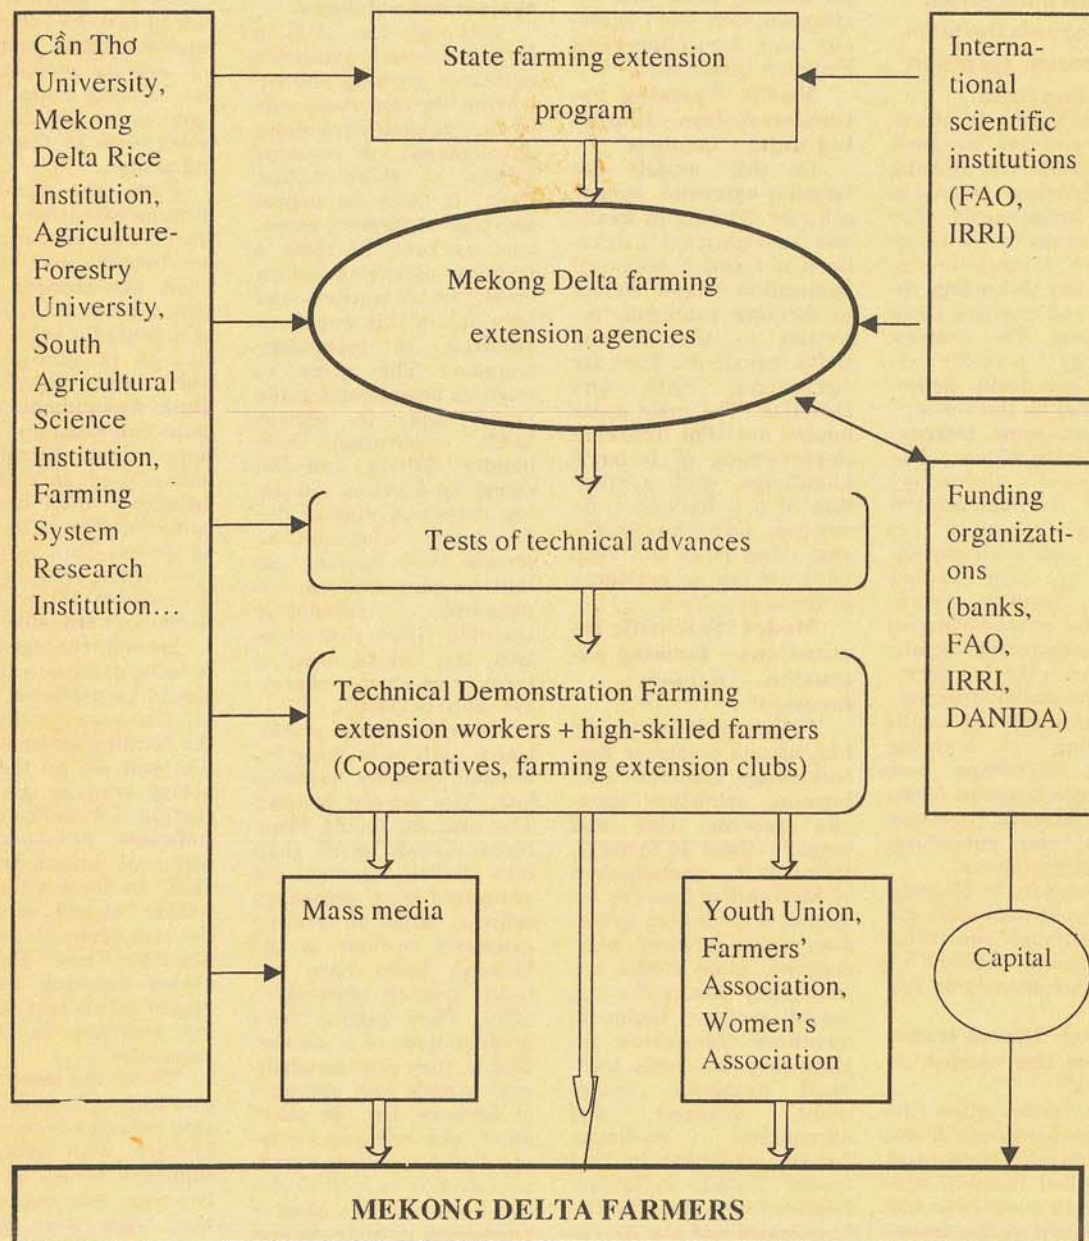 Cần Thơ
University,
Mekong
Delta Rice
Institution,
Agriculture-
Forestry
University,
South
Agricultural
Science
Institution,
Farming
System
Research
Institution…
State farming extension
program
Interna-
tional
scientific
institutions
(FAO,
IRRI)
Mekong Delta farming
extension agencies
Funding
organizati-
ons
(banks,
FAO,
IRRI,
DANIDA)
Tests of technical advances
Technical Demonstration Farming
extension workers + high-skilled farmers
(Cooperatives, farming extension clubs)
Mass media
Youth Union,
Farmers'
Association,
Women's
Association
Capital
MEKONG DELTA FARMERS